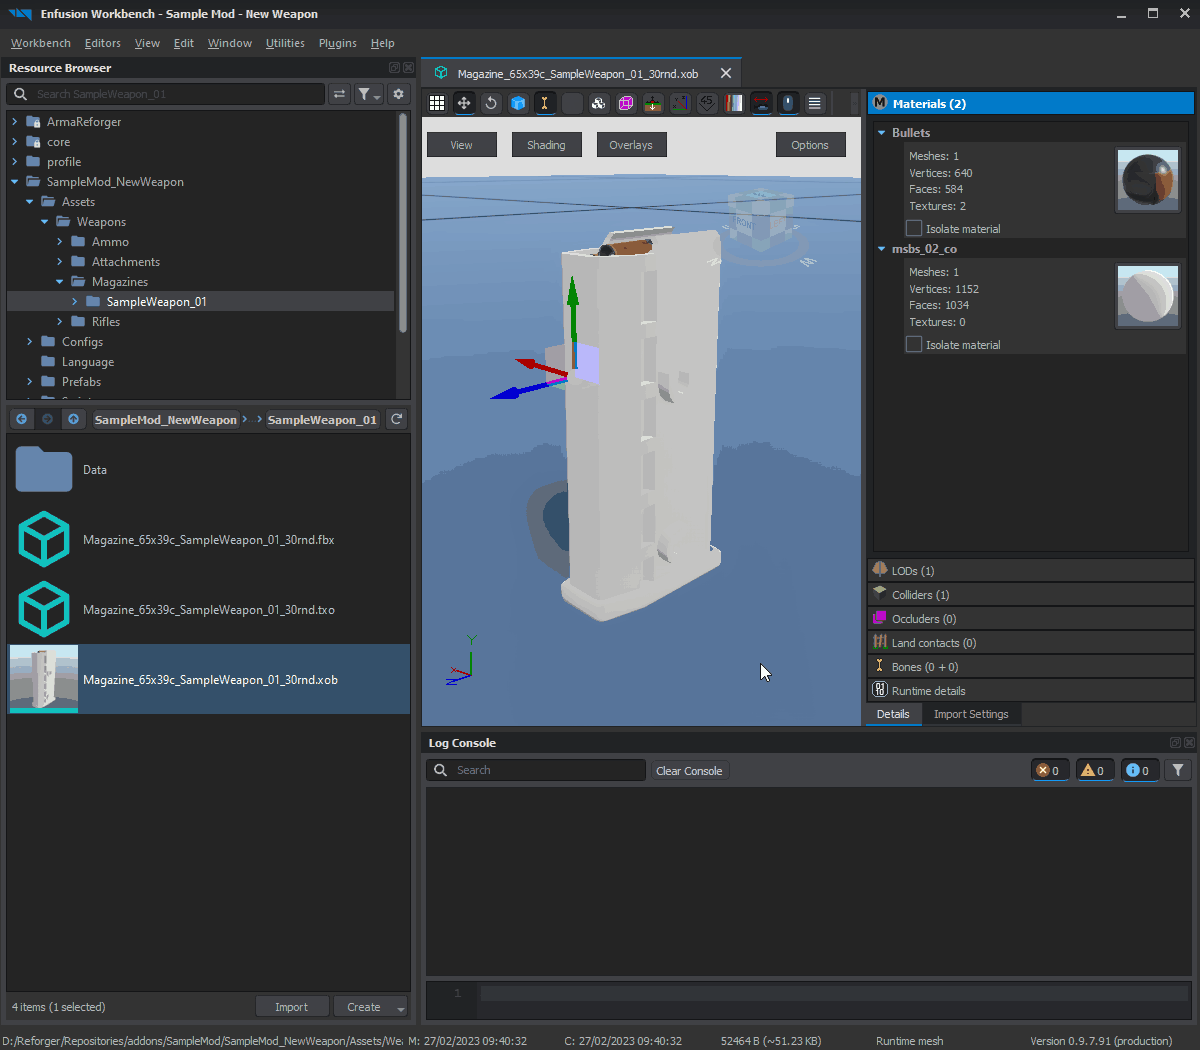 Enfusion Workbench - Sample Mod - New Weapon
Workbench Editors View Edit Window Utilities Plugins Help
Resource Browser
Search SampleWeapon_01
ArmaReforger
core
profile
SampleMod_NewWeapon
Assets
Weapons
Ammo
Attachments
Magazines
SampleWeapon_01
Rifles
Configs
Language
Prefabs
SampleMod_NewWeapon > ... > SampleWeapon_01
Data
Magazine_65x39c_SampleWeapon_01_30rnd.fbx
Magazine_65x39c_SampleWeapon_01_30rnd.txo
Magazine_65x39c_SampleWeapon_01_30rnd.xob
4 items (1 selected)
Import
Create
Magazine_65x39c_SampleWeapon_01_30rnd.xob
45
View
Shading
Overlays
Options
FRONT
Y
X
Z
M Materials (2)
Bullets
Meshes: 1
Vertices: 640
Faces: 584
Textures: 2
Isolate material
msbs_02_co
Meshes: 1
Vertices: 1152
Faces: 1034
Textures: 0
Isolate material
LODs (1)
Colliders (1)
Occluders (0)
Land contacts (0)
Bones (0 + 0)
Runtime details
Details Import Settings
Log Console
Search
Clear Console
0
0
0
1
D:/Reforger/Repositories/addons/SampleMod/SampleMod_NewWeapon/Assets/Wea M: 27/02/2023 09:40:32 C: 27/02/2023 09:40:32 52464 B (~51.23 KB) Runtime mesh Version 0.9.7.91 (production)